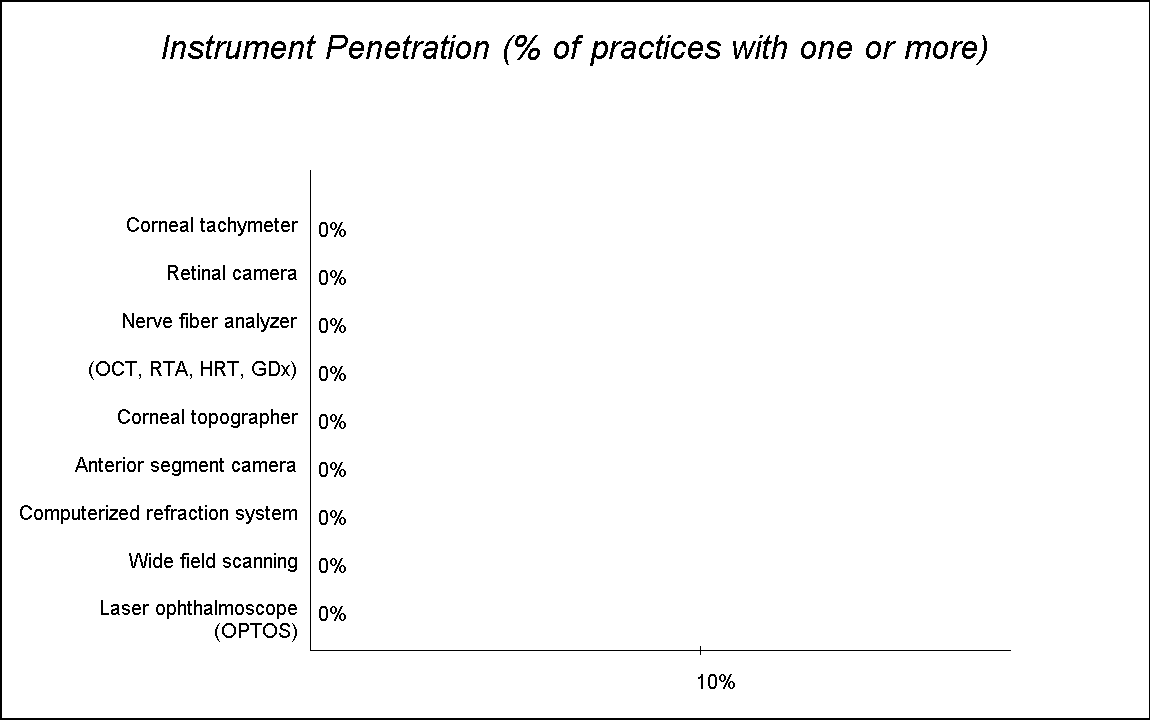 Instrument Penetration (% of practices with one or more)
Corneal tachymeter 0%
Retinal camera 0%
Nerve fiber analyzer 0%
(OCT, RTA, HRT, GDx) 0%
Corneal topographer 0%
Anterior segment camera 0%
Computerized refraction system 0%
Wide field scanning 0%
Laser ophthalmoscope 0%
(OPTOS)
10%